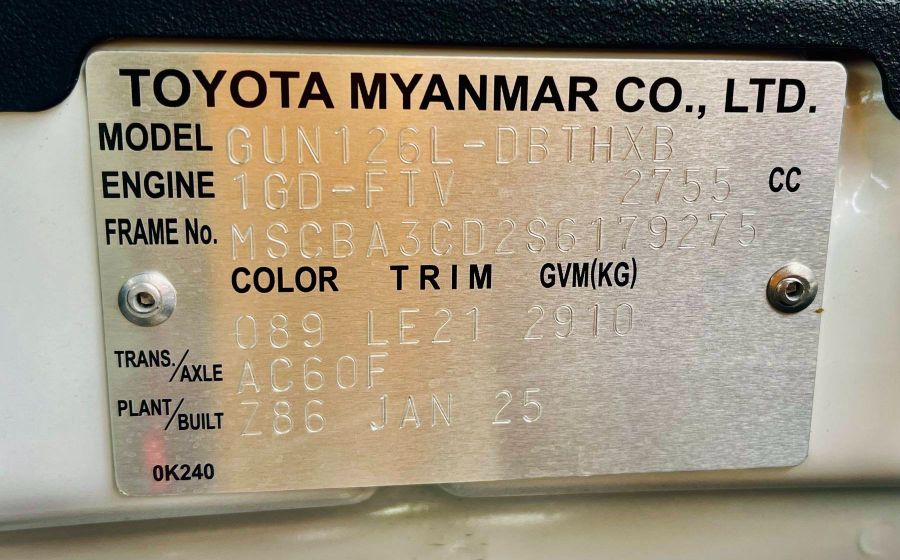 TOYOTA MYANMAR CO., LTD.
MODEL GUN126L-DBTHXB
ENGINE 1GD-FTV 2755 CC
FRAME No. MSCBA3CD2S6179275
COLOR TRIM GVM(KG)
089 LE21 2910
TRANS./AXLE AC60F
PLANT/BUILT Z86 JAN 25
0K240